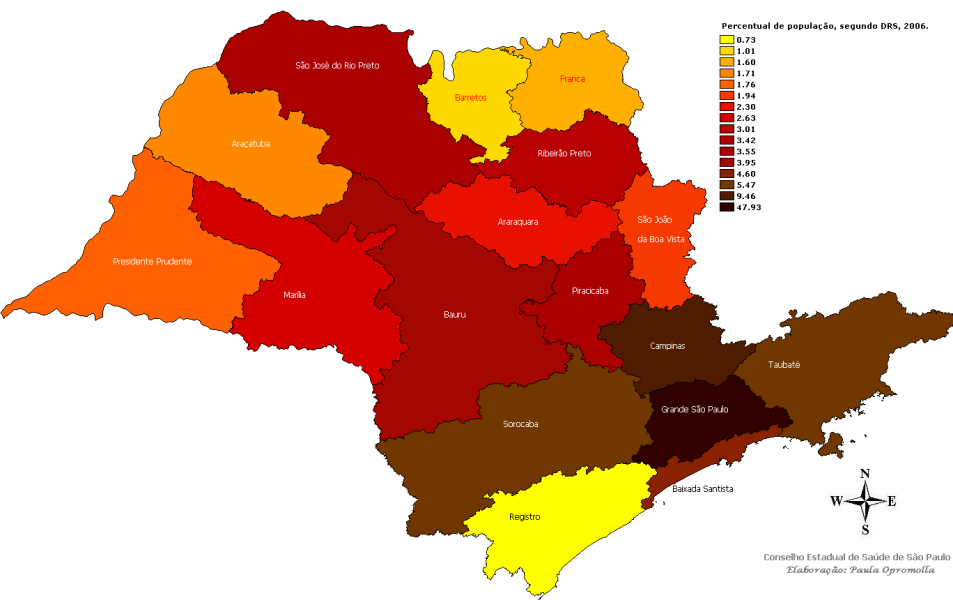 Percentual de população, segundo DRS, 2006.
0.73
1.01
1.60
1.71
1.76
1.94
2.30
2.63
3.01
3.42
3.55
3.95
4.60
5.47
9.46
47.93
São José do Rio Preto
Franca
Barretos
Araçatuba
Ribeirão Preto
São João
da Boa Vista
Araraquara
Presidente Prudente
Marília
Piracicaba
Bauru
Campinas
Taubaté
Grande São Paulo
Sorocaba
Baixada Santista
Registro
N
W E
S
Conselho Estadual de Saúde de São Paulo
Elaboração: Paula Opromolla